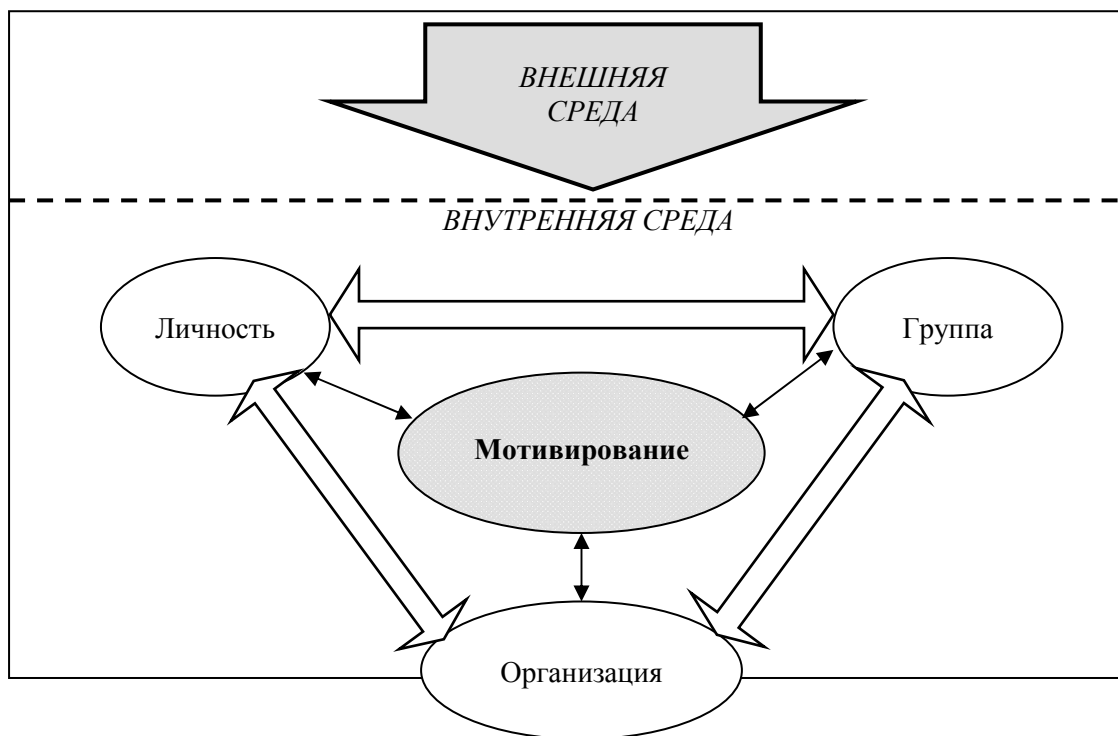 ВНЕШНЯЯ
СРЕДА
ВНУТРЕННЯЯ СРЕДА
Личность
Группа
Мотивирование
Организация